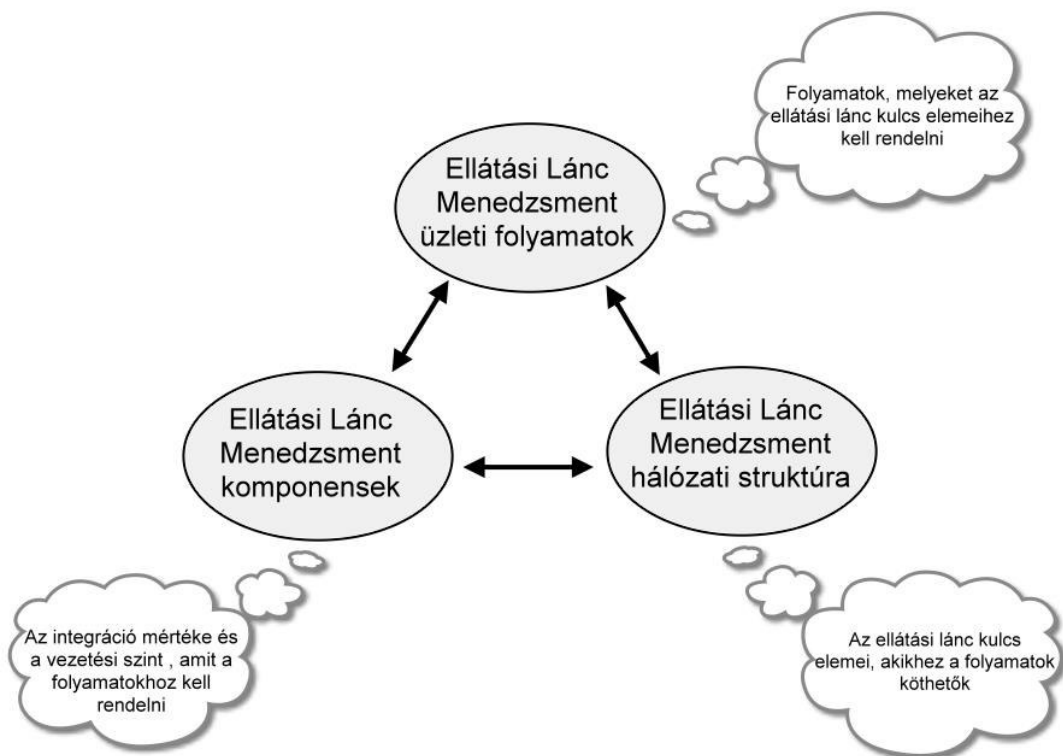 Folyamatok, melyeket az
ellátási lánc kulcs elemeihez
kell rendelni
Ellátási Lánc
Menedzsment
üzleti folyamatok
Ellátási Lánc
Menedzsment
komponensek
Ellátási Lánc
Menedzsment
hálózati struktúra
Az integráció mértéke és
a vezetési szint , amit a
folyamatokhoz kell
rendelni
Az ellátási lánc kulcs
elemei, akikhez a folyamatok
köthetők